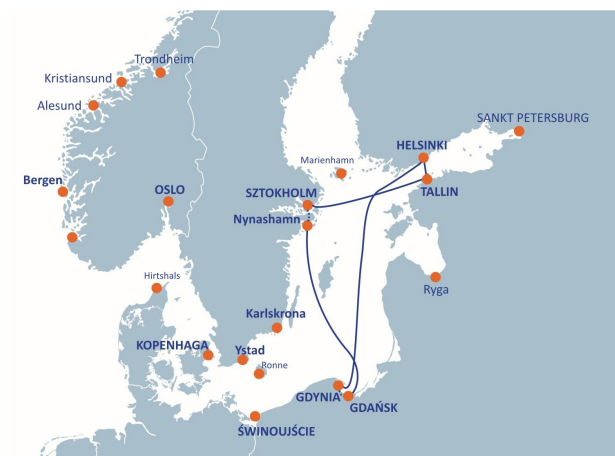 Trondheim
Kristiansund
Alesund
SANKT PETERSBURG
HELSINKI
Marienhamn
Bergen
OSLO
SZTOKHOLM
TALLIN
Nynashamn
Hirtshals
Ryga
Karlskrona
KOPENHAGA
Ystad
Ronne
GDYNIA
GDAŃSK
ŚWINOUJŚCIE